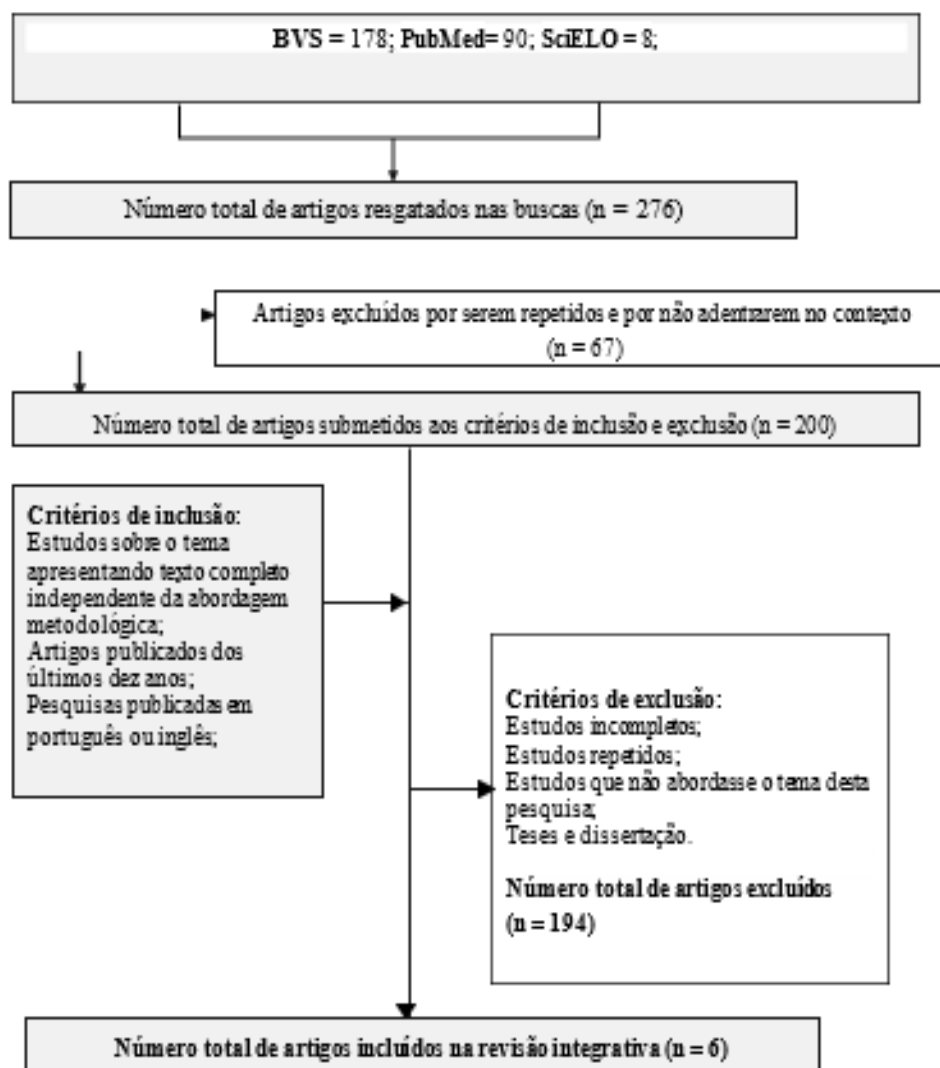 BVS = 178; PubMed= 90; SciELO = 8;
Número total de artigos resgatados nas buscas (n = 276)
Artigos excluídos por serem repetidos e por não adentrarem no contexto
(n = 67)
Número total de artigos submetidos aos critérios de inclusão e exclusão (n = 200)
Critérios de inclusão:
Estudos sobre o tema
apresentando texto completo
independente da abordagem
metodológica;
Artigos publicados dos
últimos dez anos;
Pesquisas publicadas em
português ou inglês;
Critérios de exclusão:
Estudos incompletos;
Estudos repetidos;
Estudos que não abordasse o tema desta
pesquisa;
Teses e dissertação.
Número total de artigos excluídos
(n = 194)
Número total de artigos incluídos na revisão integrativa (n = 6)